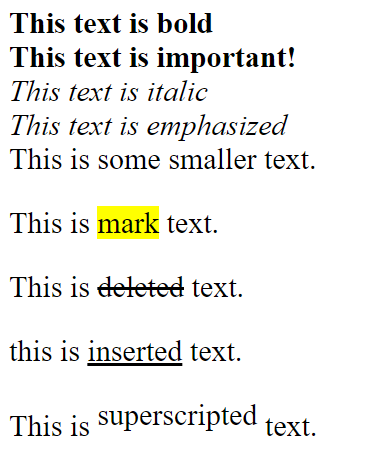 This text is bold
This text is important!
This text is italic
This text is emphasized
This is some smaller text.
This is mark text.
This is deleted text.
this is inserted text.
This is superscripted text.